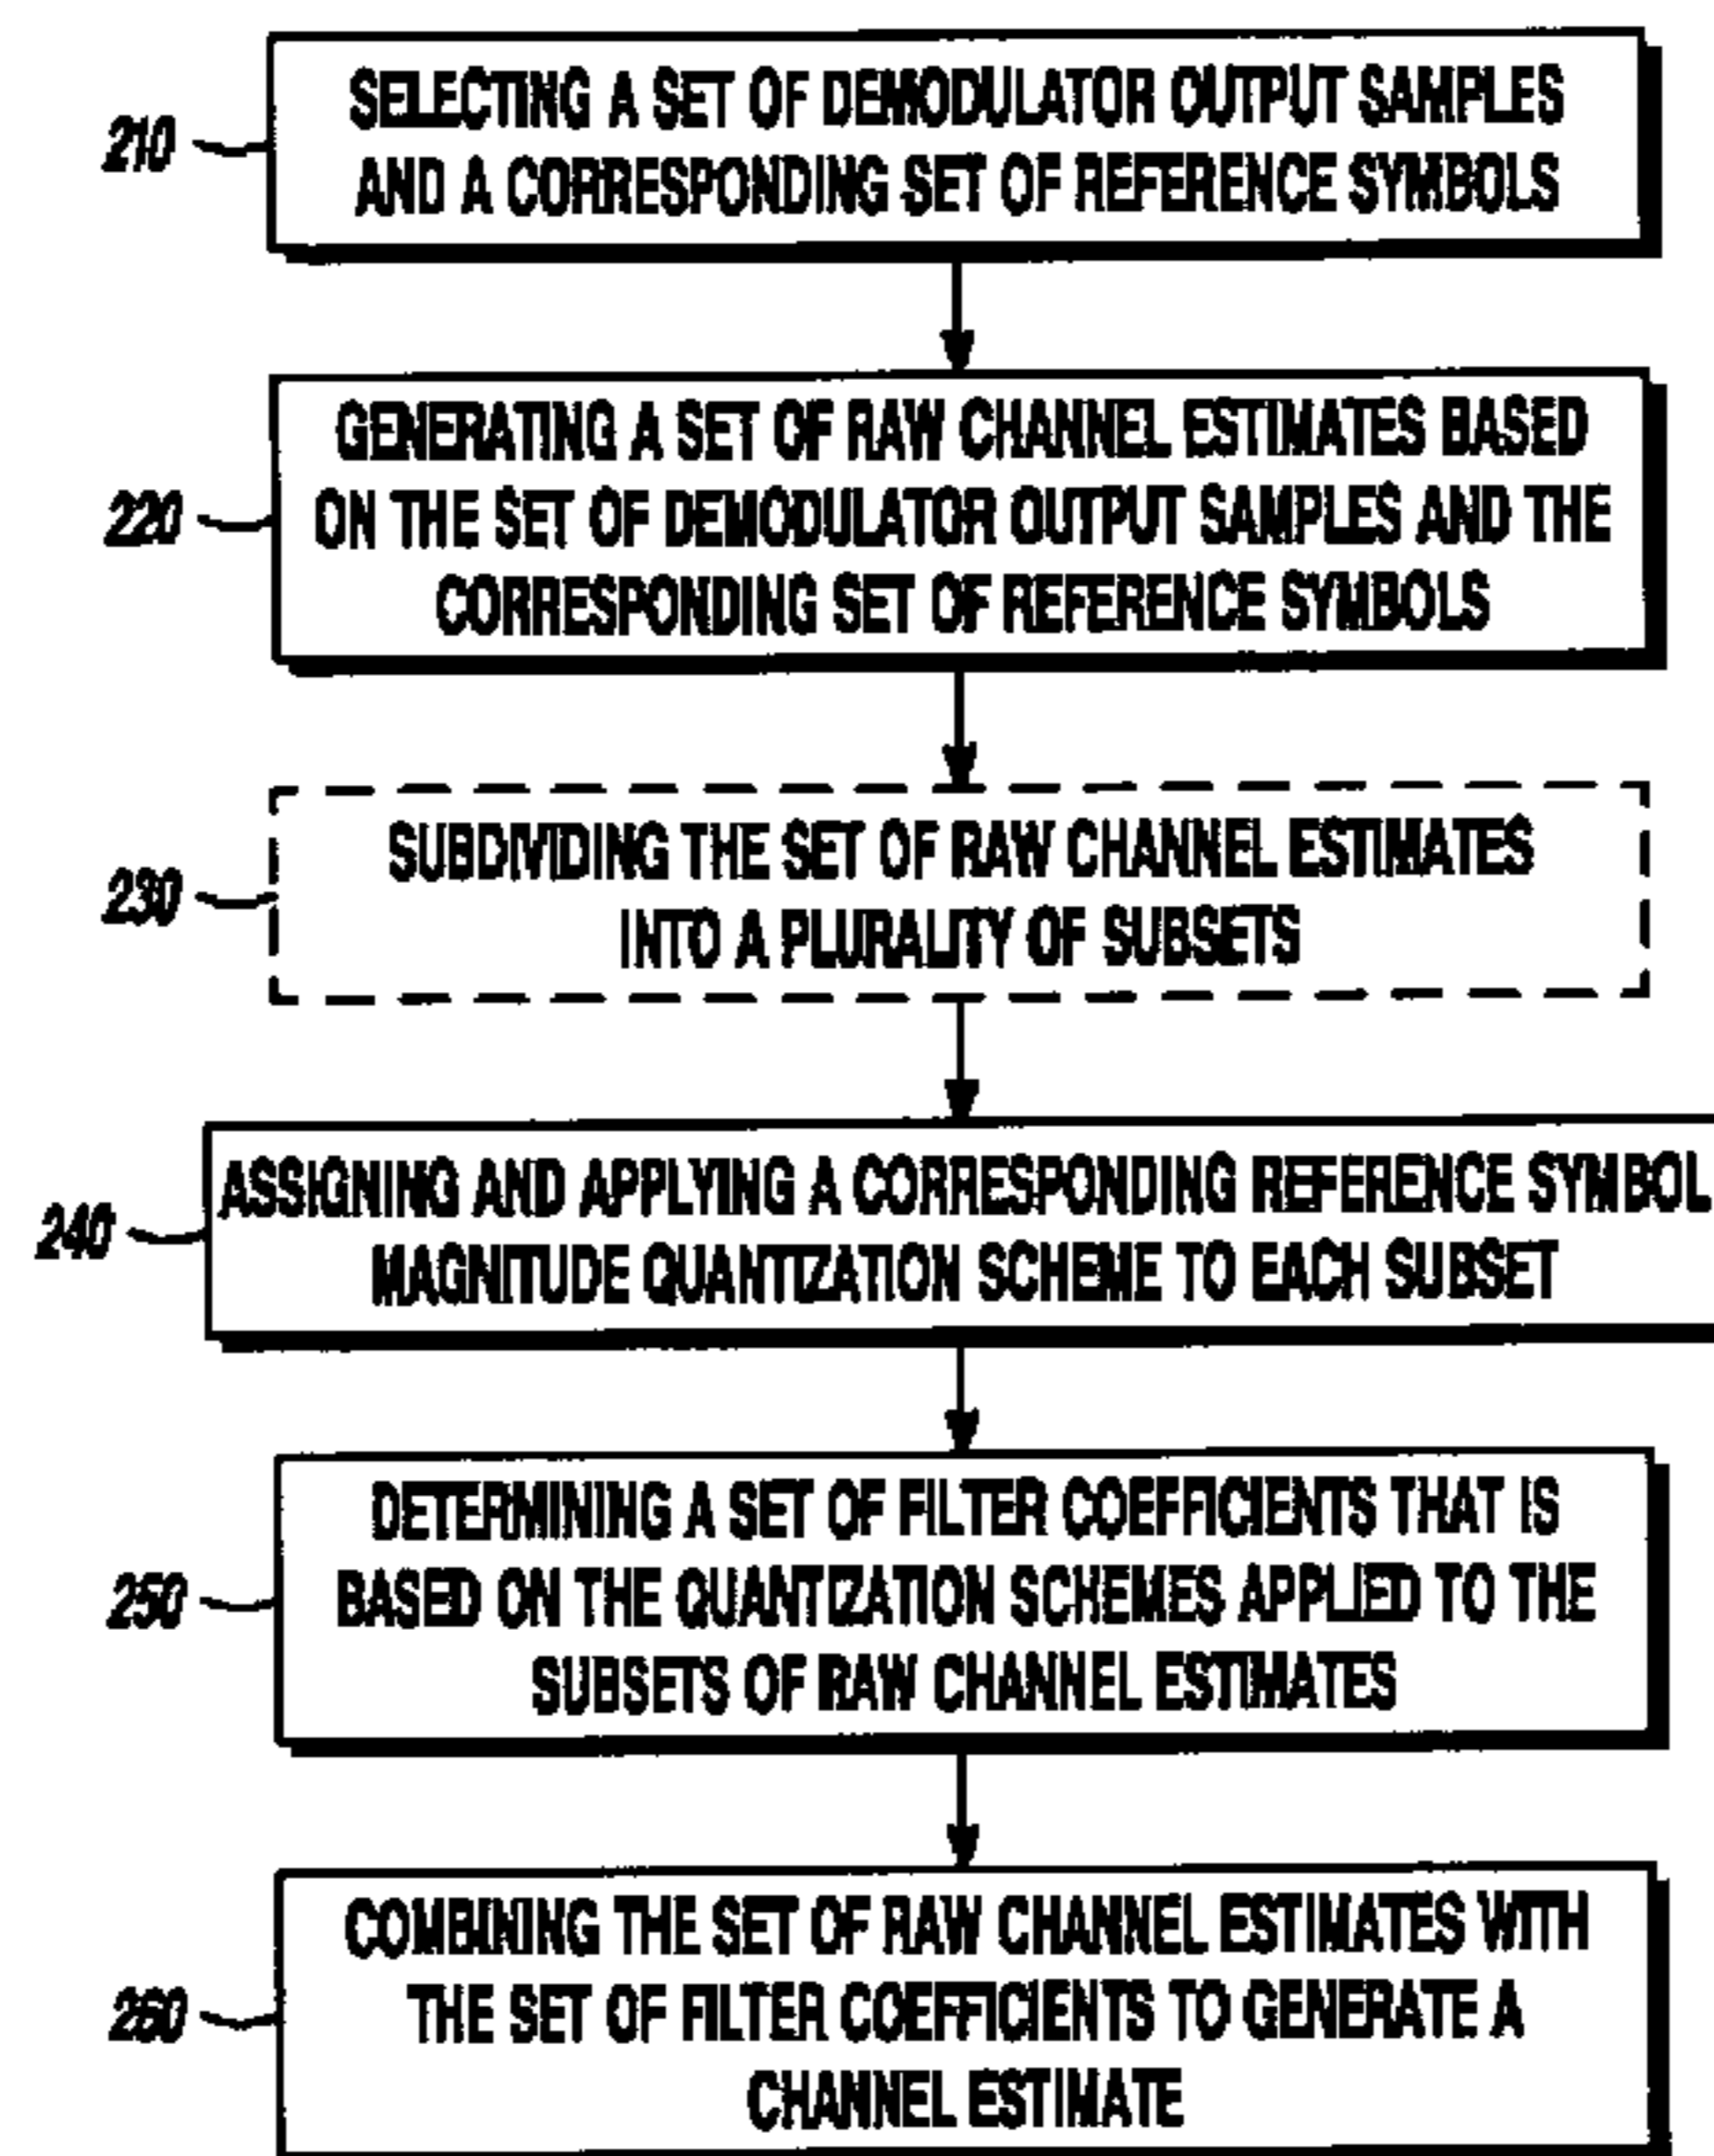 210
SELECTING A SET OF DEMODULATOR OUTPUT SAMPLES
AND A CORRESPONDING SET OF REFERENCE SYMBOLS
220
GENERATING A SET OF RAW CHANNEL ESTIMATES BASED
ON THE SET OF DEMODULATOR OUTPUT SAMPLES AND THE
CORRESPONDING SET OF REFERENCE SYMBOLS
230
SUBDIVIDING THE SET OF RAW CHANNEL ESTIMATES
INTO A PLURALITY OF SUBSETS
240
ASSIGNING AND APPLYING A CORRESPONDING REFERENCE SYMBOL
MAGNITUDE QUANTIZATION SCHEME TO EACH SUBSET
250
DETERMINING A SET OF FILTER COEFFICIENTS THAT IS
BASED ON THE QUANTIZATION SCHEMES APPLIED TO THE
SUBSETS OF RAW CHANNEL ESTIMATES
260
COMBINING THE SET OF RAW CHANNEL ESTIMATES WITH
THE SET OF FILTER COEFFICIENTS TO GENERATE A
CHANNEL ESTIMATE